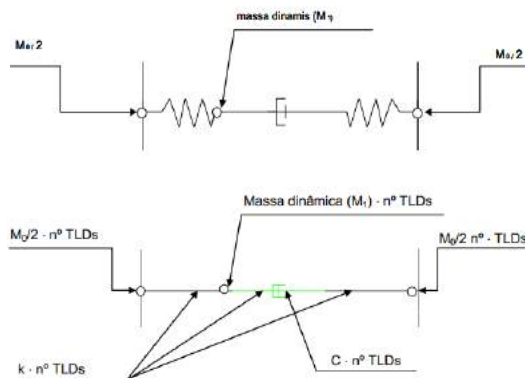 massa dinamis (M₁)
M₀/ 2
M₀/ 2
Massa dinâmica (M₁) · nº TLDs
M₀/2 · nº TLDs
M₀/2 nº · TLDs
k · nº TLDs
C · nº TLDs